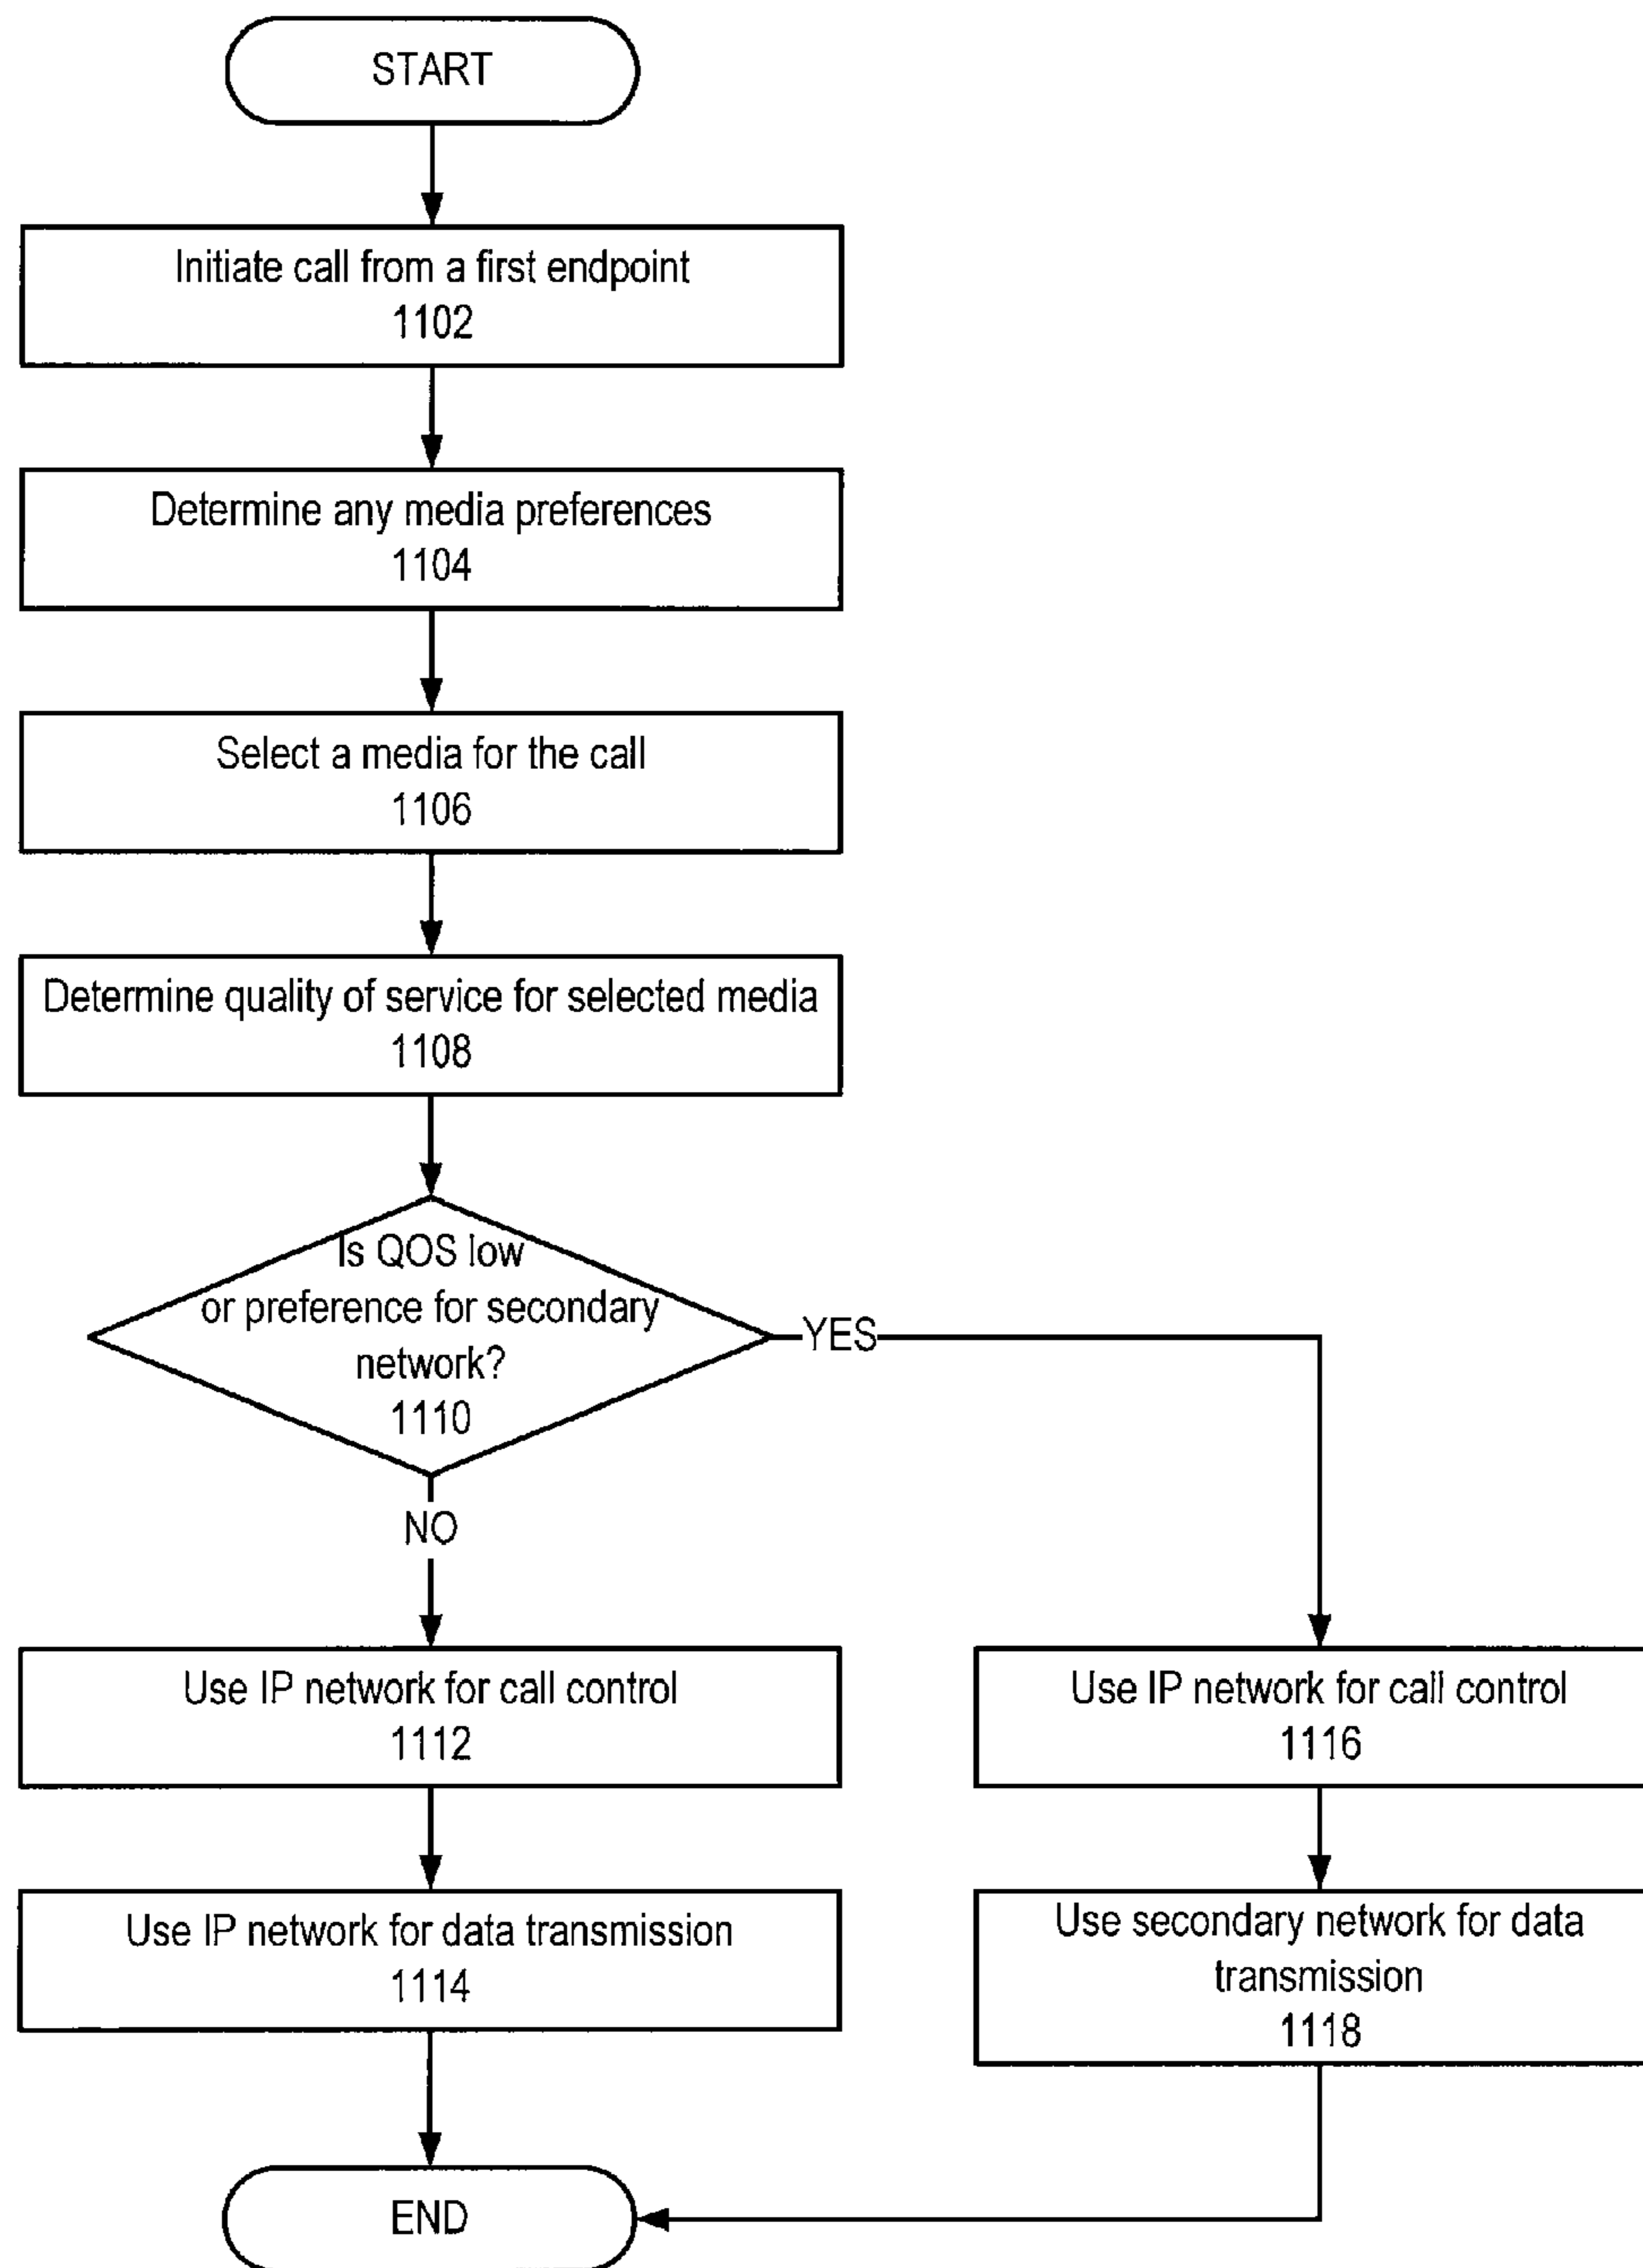 START
Initiate call from a first endpoint
1102
Determine any media preferences
1104
Select a media for the call
1106
Determine quality of service for selected media
1108
Is QOS low
or preference for secondary
network?
1110
YES
NO
Use IP network for call control
1112
Use IP network for call control
1116
Use IP network for data transmission
1114
Use secondary network for data
transmission
1118
END